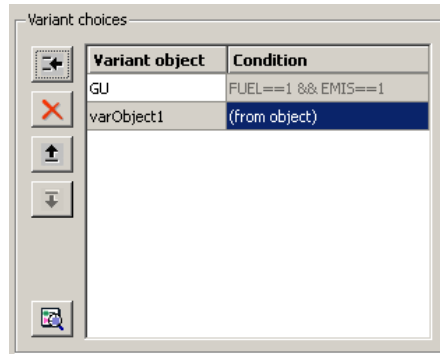 Variant choices
Variant object Condition
GU FUEL==1 && EMIS==1
varObject1 (from object)